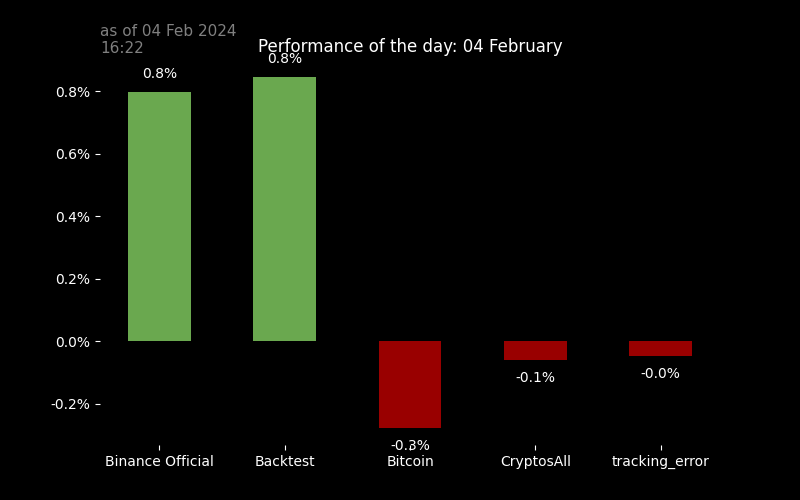 as of 04 Feb 2024
16:22
Performance of the day: 04 February
0.8%
0.8%
0.8%
0.6%
0.4%
0.2%
0.0%
-0.2%
-0.3%
-0.1%
-0.0%
Binance Official
Backtest
Bitcoin
CryptosAll
tracking_error